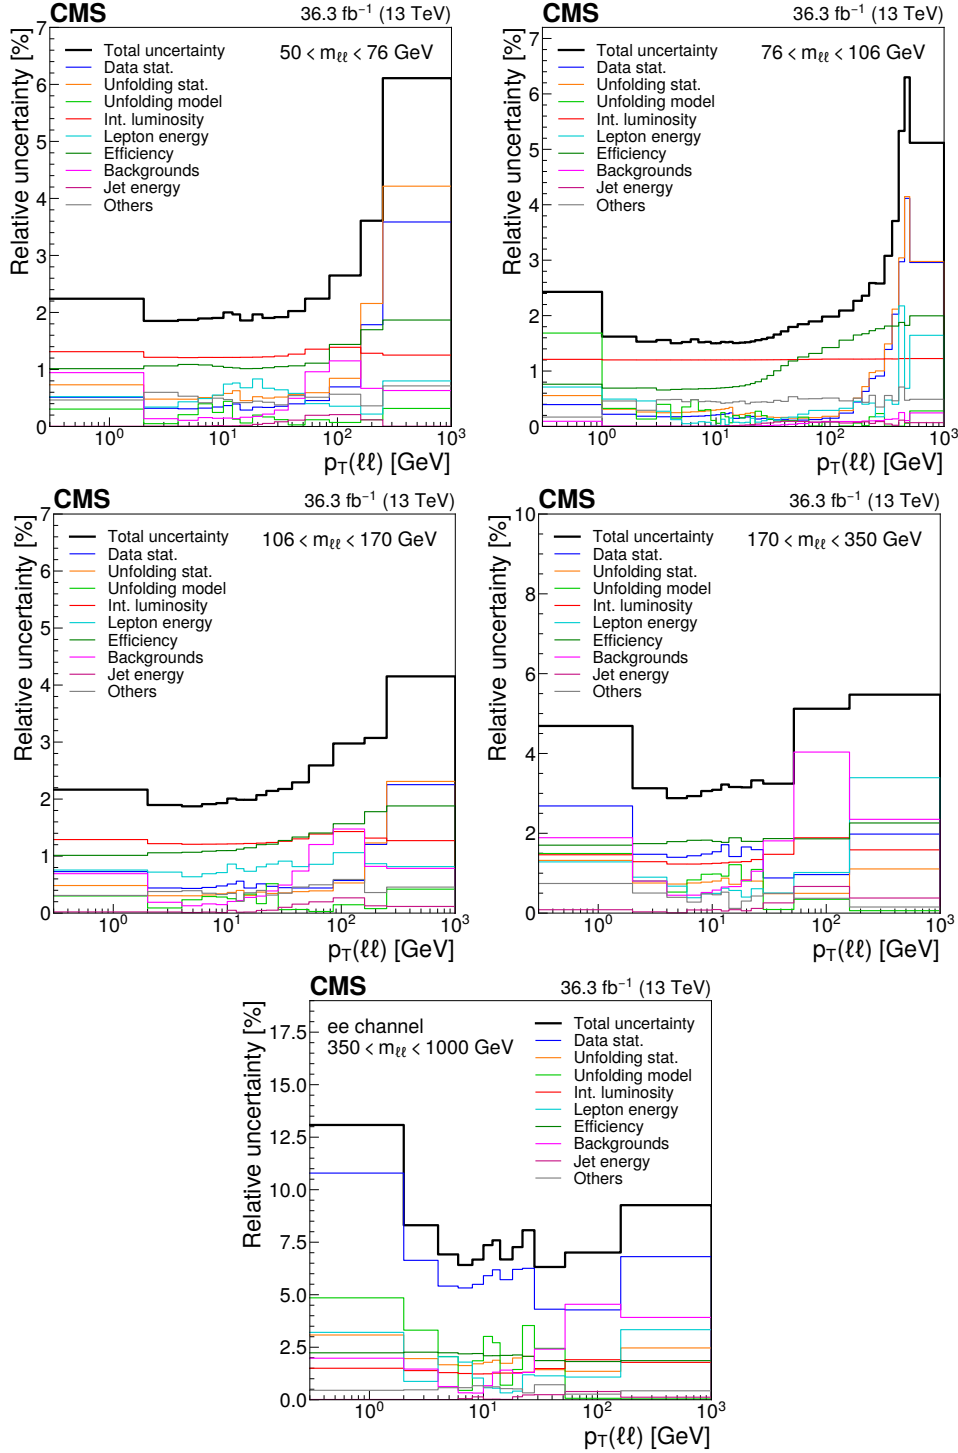 CMS 36.3 fb⁻¹ (13 TeV)
Relative uncertainty [%]
50 < m_ℓℓ < 76 GeV
Total uncertainty
Data stat.
Unfolding stat.
Unfolding model
Int. luminosity
Lepton energy
Efficiency
Backgrounds
Jet energy
Others
7
6
5
4
3
2
1
0
10⁰ 10¹ 10² 10³
p_T(ℓℓ) [GeV]
CMS 36.3 fb⁻¹ (13 TeV)
Relative uncertainty [%]
76 < m_ℓℓ < 106 GeV
Total uncertainty
Data stat.
Unfolding stat.
Unfolding model
Int. luminosity
Lepton energy
Efficiency
Backgrounds
Jet energy
Others
7
6
5
4
3
2
1
0
10⁰ 10¹ 10² 10³
p_T(ℓℓ) [GeV]
CMS 36.3 fb⁻¹ (13 TeV)
Relative uncertainty [%]
106 < m_ℓℓ < 170 GeV
Total uncertainty
Data stat.
Unfolding stat.
Unfolding model
Int. luminosity
Lepton energy
Efficiency
Backgrounds
Jet energy
Others
7
6
5
4
3
2
1
0
10⁰ 10¹ 10² 10³
p_T(ℓℓ) [GeV]
CMS 36.3 fb⁻¹ (13 TeV)
Relative uncertainty [%]
170 < m_ℓℓ < 350 GeV
Total uncertainty
Data stat.
Unfolding stat.
Unfolding model
Int. luminosity
Lepton energy
Efficiency
Backgrounds
Jet energy
Others
10
8
6
4
2
0
10⁰ 10¹ 10² 10³
p_T(ℓℓ) [GeV]
CMS 36.3 fb⁻¹ (13 TeV)
Relative uncertainty [%]
ee channel
350 < m_ℓℓ < 1000 GeV
Total uncertainty
Data stat.
Unfolding stat.
Unfolding model
Int. luminosity
Lepton energy
Efficiency
Backgrounds
Jet energy
Others
17.5
15.0
12.5
10.0
7.5
5.0
2.5
0.0
10⁰ 10¹ 10² 10³
p_T(ℓℓ) [GeV]